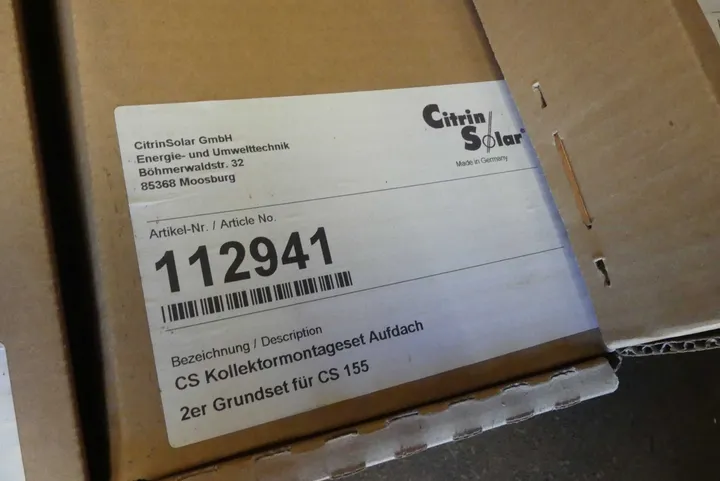 CitrinSolar GmbH
Energie- und Umwelttechnik
Böhmerwaldstr. 32
85368 Moosburg
Citrin
Solar®
Made in Germany
Artikel-Nr. / Article No.
112941
Bezeichnung / Description
CS Kollektormontageset Aufdach
2er Grundset für CS 155